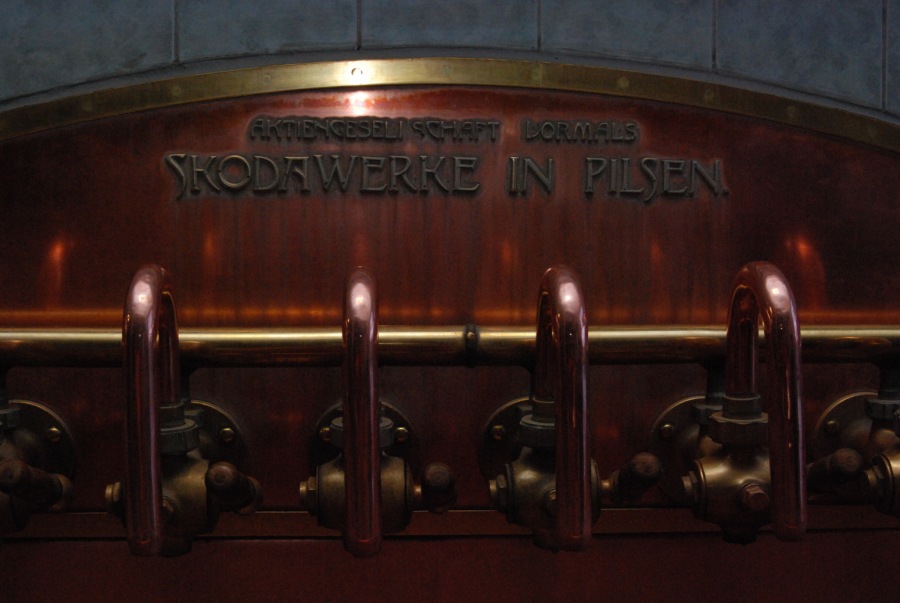 AKTIENGESELLSCHAFT VORMALS
SKODAWERKE IN PILSEN.